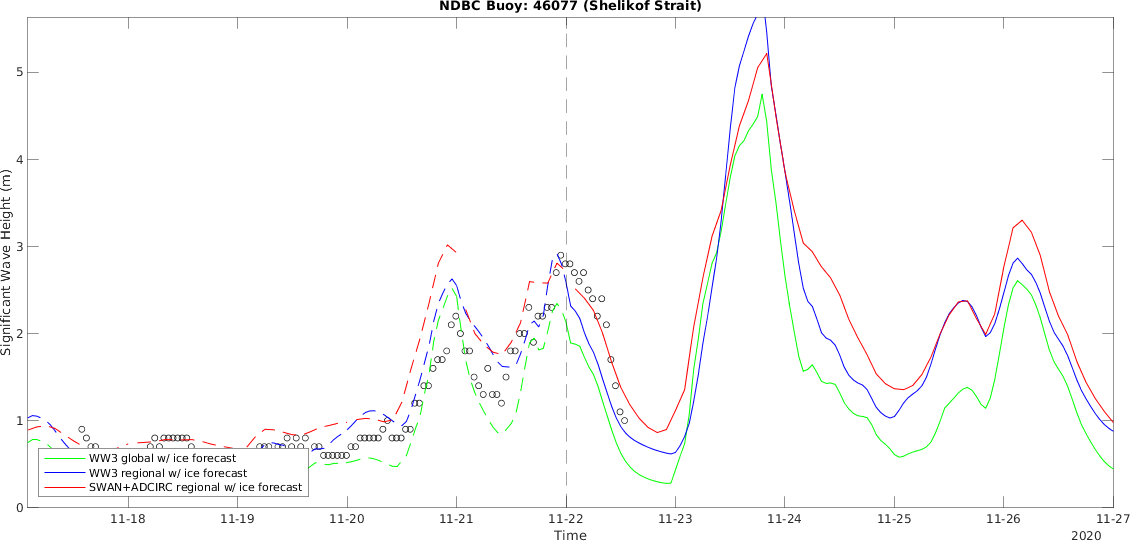 NDBC Buoy: 46077 (Shelikof Strait)
Significant Wave Height (m)
5
4
3
2
1
0
WW3 global w/ ice forecast
WW3 regional w/ ice forecast
SWAN+ADCIRC regional w/ ice forecast
11-18 11-19 11-20 11-21 11-22 11-23 11-24 11-25 11-26 11-27
Time
2020